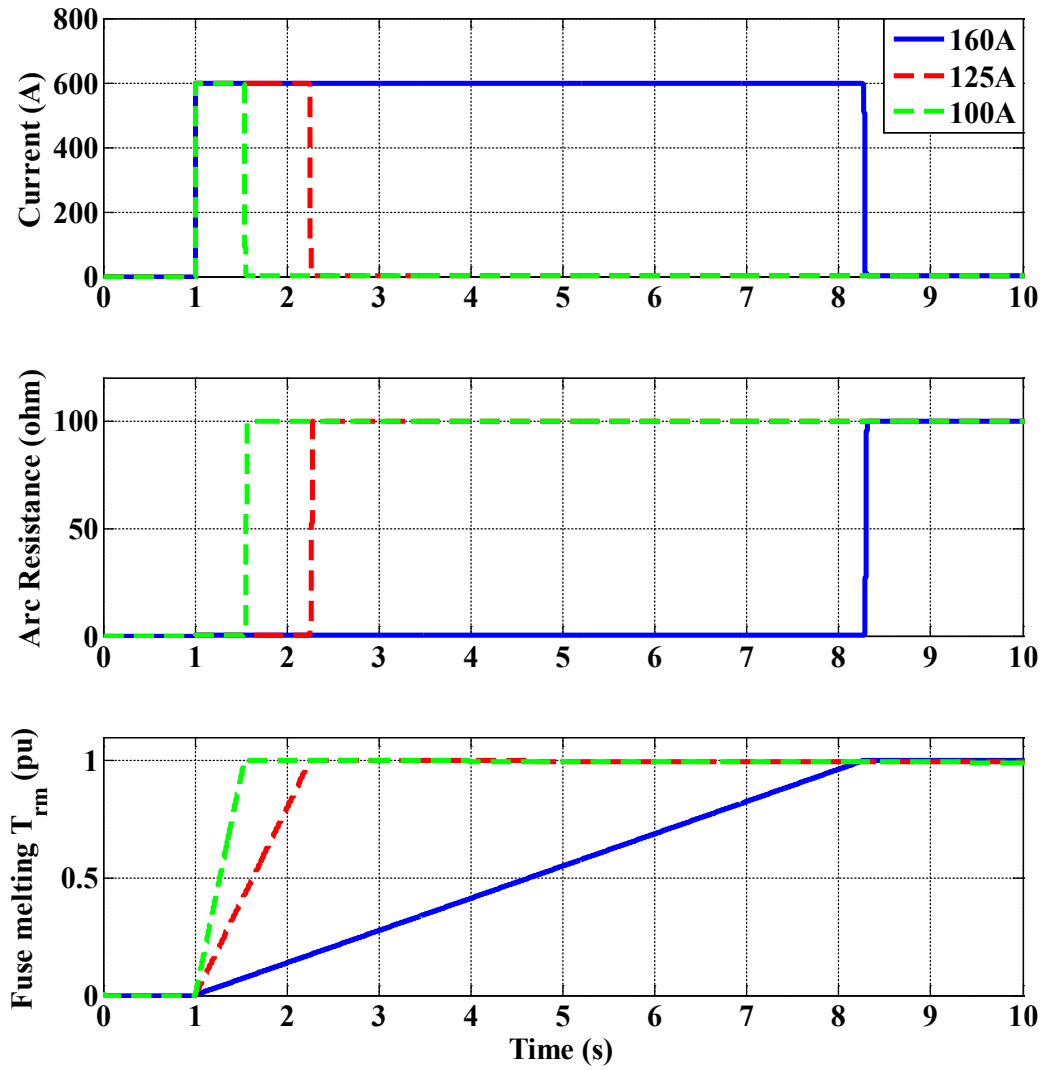 800
600
400
200
0
Current (A)
160A
125A
100A
0 1 2 3 4 5 6 7 8 9 10
100
50
0
Arc Resistance (ohm)
0 1 2 3 4 5 6 7 8 9 10
1
0.5
0
Fuse melting T_rm (pu)
0 1 2 3 4 5 6 7 8 9 10
Time (s)